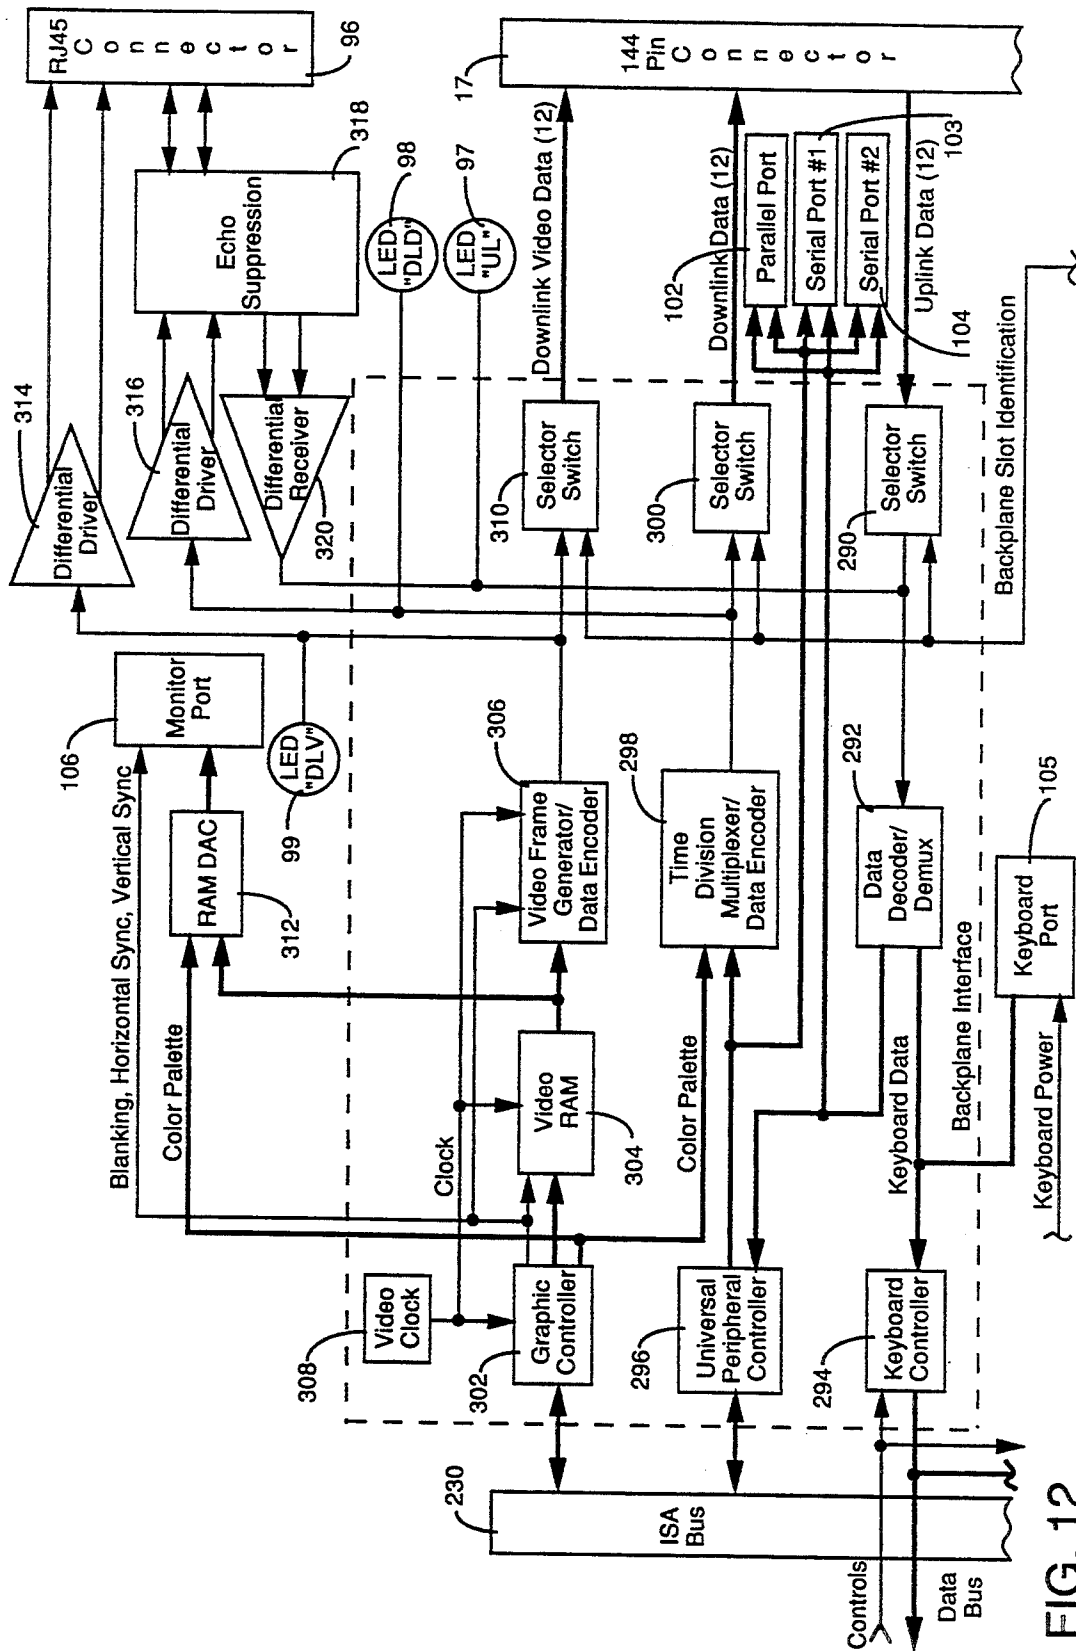 FIG. 12
RJ45
Connector
96
144
Pin
Connector
17
314
Differential
Driver
316
Differential
Driver
Differential
Receiver
320
Echo
Suppression
318
LED
"DLD"
98
LED
"UL"
97
Downlink Video Data (12)
Downlink Data (12)
102
Parallel Port
Serial Port #1
103
Serial Port #2
104
Uplink Data (12)
Backplane Slot Identification
310
Selector
Switch
300
Selector
Switch
290
Selector
Switch
106
Monitor
Port
LED
"DLV"
99
Blanking, Horizontal Sync, Vertical Sync
RAM DAC
312
Color Palette
306
Video Frame
Generator/
Data Encoder
298
Time
Division
Multiplexer/
Data Encoder
292
Data
Decoder/
Demux
105
Keyboard
Port
Keyboard Power
Backplane Interface
Clock
Video
RAM
304
Color Palette
Keyboard Data
308
Video
Clock
302
Graphic
Controller
296
Universal
Peripheral
Controller
294
Keyboard
Controller
230
ISA
Bus
Controls
Data
Bus